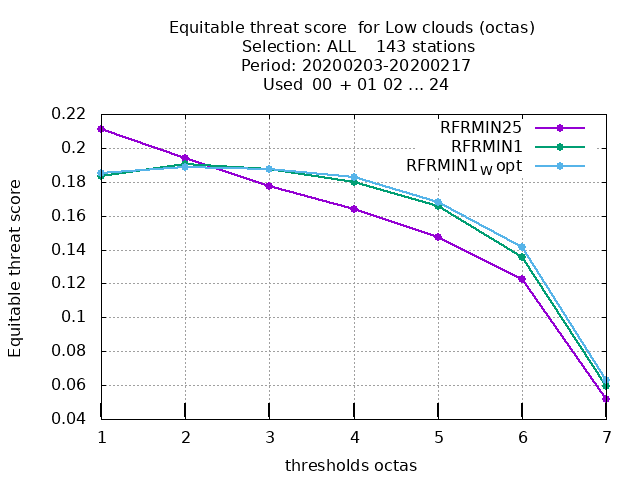 Equitable threat score  for Low clouds (octas)
Selection: ALL    143 stations
Period: 20200203-20200217
Used  00 + 01 02 ... 24
RFRMIN25
RFRMIN1
RFRMIN1W opt
0.22
0.2
0.18
0.16
0.14
0.12
0.1
0.08
0.06
0.04
Equitable threat score
1 2 3 4 5 6 7
thresholds octas